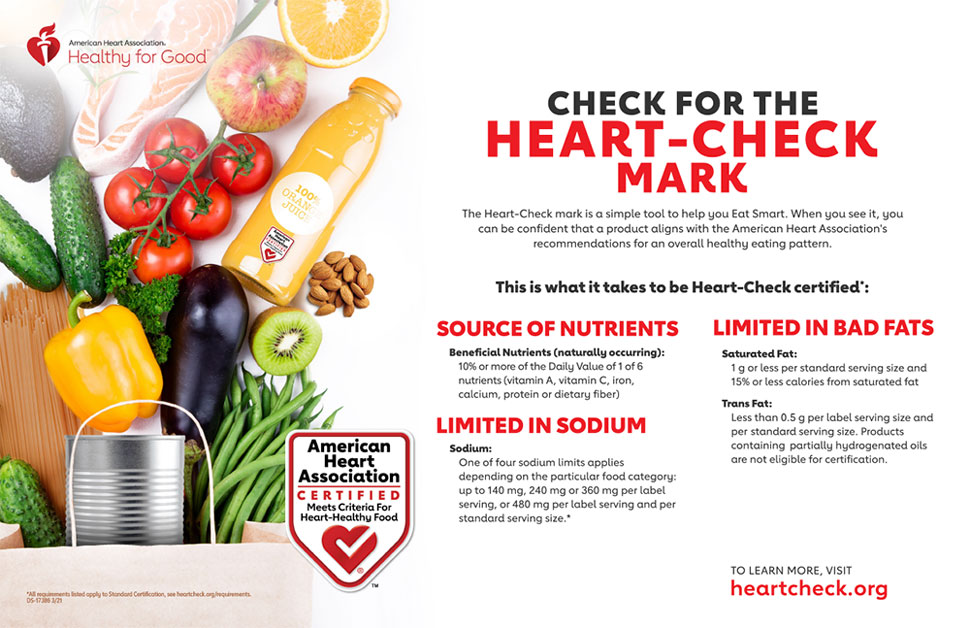 American Heart Association®
Healthy for Good™
100%
ORANGE
JUICE
American
Heart
Association
CERTIFIED
Meets Criteria For
Heart-Healthy Food
™
*All requirements listed apply to Standard Certification, see heartcheck.org/requirements.
DS-17386 3/21
CHECK FOR THE
HEART-CHECK
MARK
The Heart-Check mark is a simple tool to help you Eat Smart. When you see it, you
can be confident that a product aligns with the American Heart Association's
recommendations for an overall healthy eating pattern.
This is what it takes to be Heart-Check certified*:
SOURCE OF NUTRIENTS
Beneficial Nutrients (naturally occurring):
10% or more of the Daily Value of 1 of 6
nutrients (vitamin A, vitamin C, iron,
calcium, protein or dietary fiber)
LIMITED IN SODIUM
Sodium:
One of four sodium limits applies
depending on the particular food category:
up to 140 mg, 240 mg or 360 mg per label
serving, or 480 mg per label serving and per
standard serving size.*
LIMITED IN BAD FATS
Saturated Fat:
1 g or less per standard serving size and
15% or less calories from saturated fat
Trans Fat:
Less than 0.5 g per label serving size and
per standard serving size. Products
containing partially hydrogenated oils
are not eligible for certification.
TO LEARN MORE, VISIT
heartcheck.org